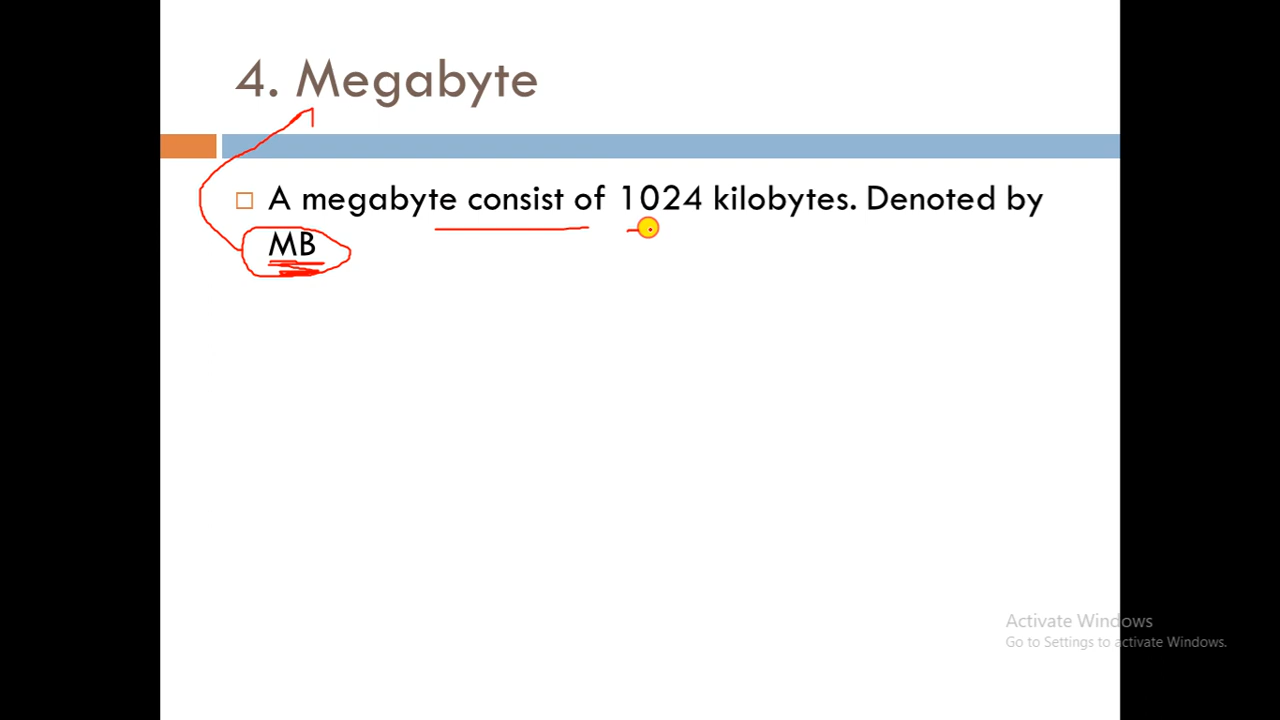 4. Megabyte
A megabyte consist of 1024 kilobytes. Denoted by
MB
Activate Windows
Go to Settings to activate Windows.